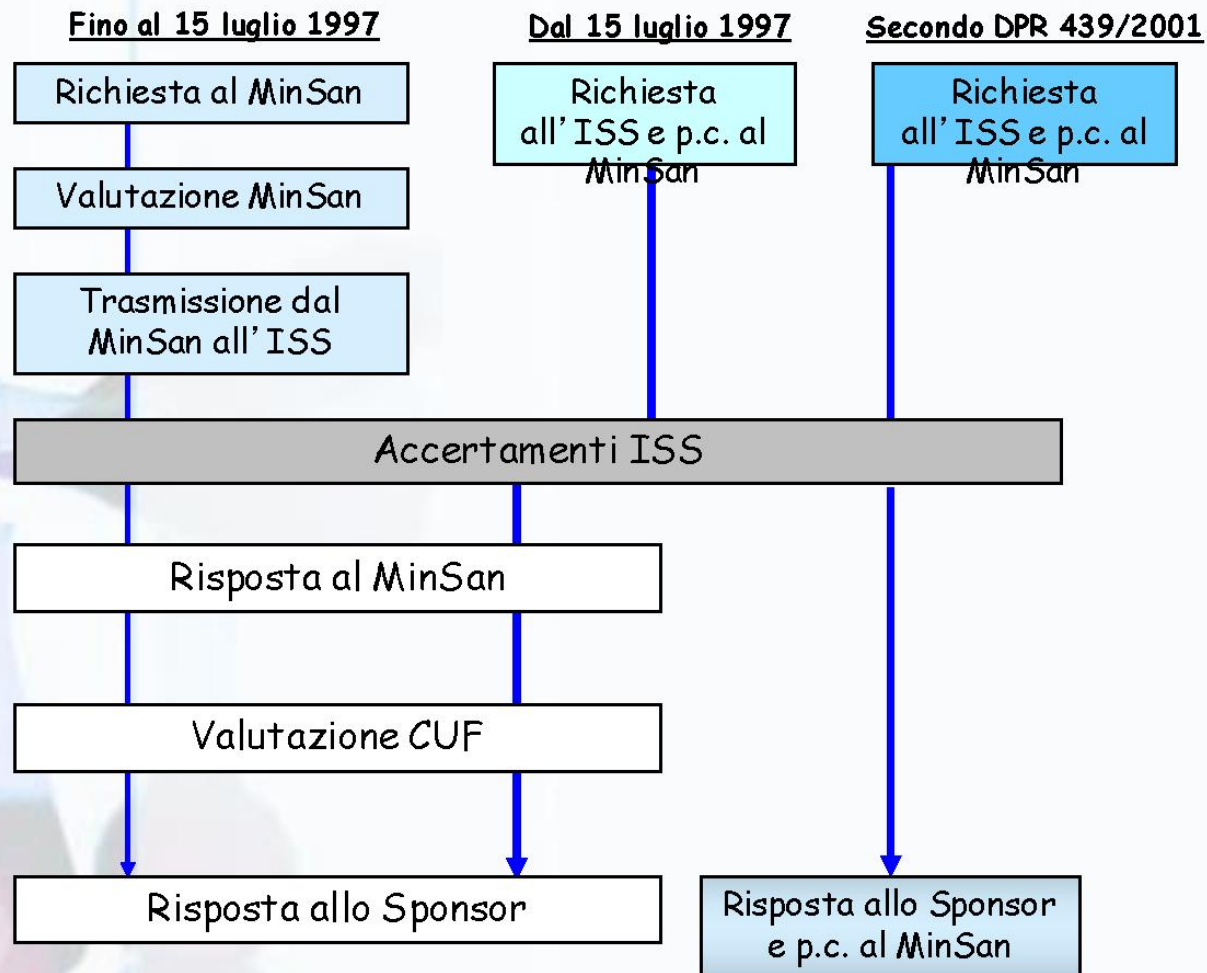 Fino al 15 luglio 1997
Dal 15 luglio 1997
Secondo DPR 439/2001
Richiesta al MinSan
Valutazione MinSan
Trasmissione dal
MinSan all'ISS
Richiesta
all'ISS e p.c. al
MinSan
Richiesta
all'ISS e p.c. al
MinSan
Accertamenti ISS
Risposta al MinSan
Valutazione CUF
Risposta allo Sponsor
Risposta allo Sponsor
e p.c. al MinSan